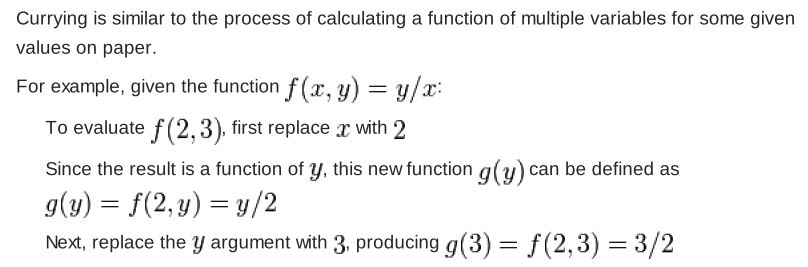 Currying is similar to the process of calculating a function of multiple variables for some given
values on paper.
For example, given the function f(x, y) = y/x:
To evaluate f(2, 3), first replace x with 2
Since the result is a function of y, this new function g(y) can be defined as
g(y) = f(2, y) = y/2
Next, replace the y argument with 3, producing g(3) = f(2, 3) = 3/2